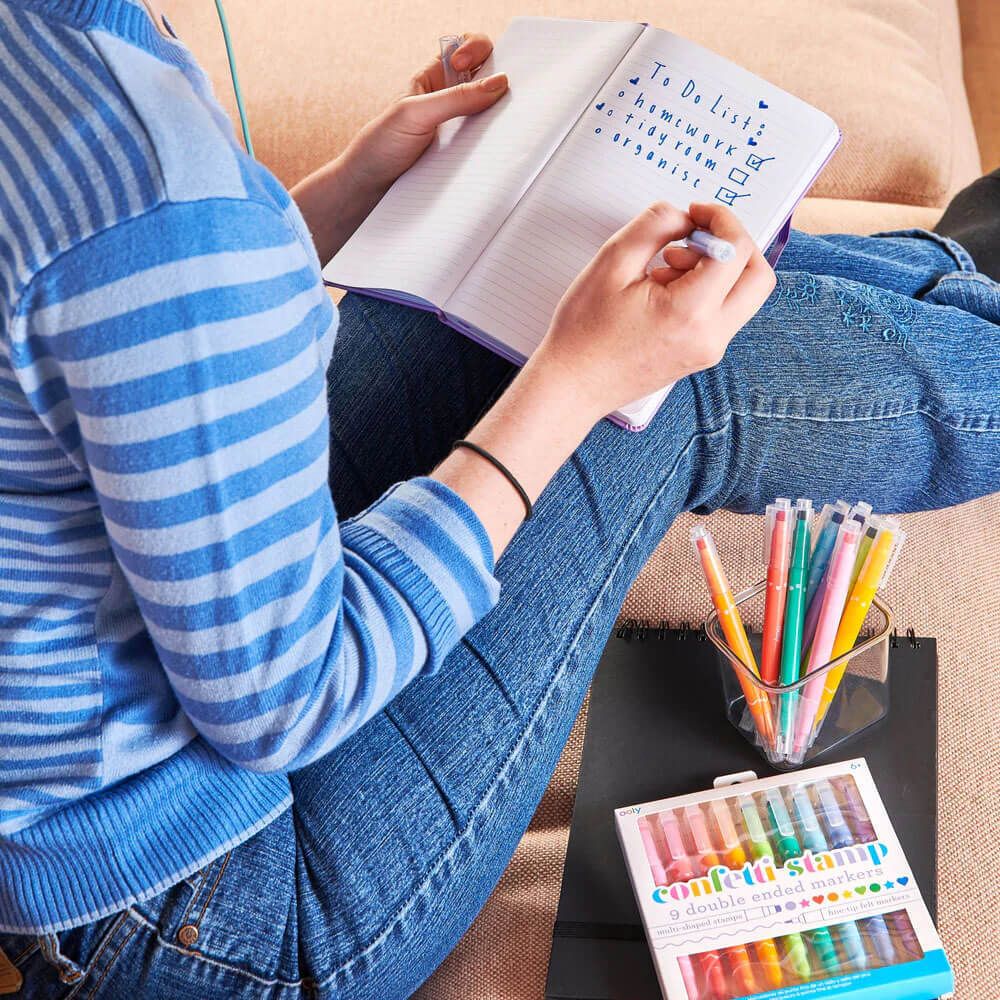 To Do List
homework
tidy room
organise
ooly
6+
confetti stamp
9 double ended markers
multi-shaped stamps
fine-tip felt markers